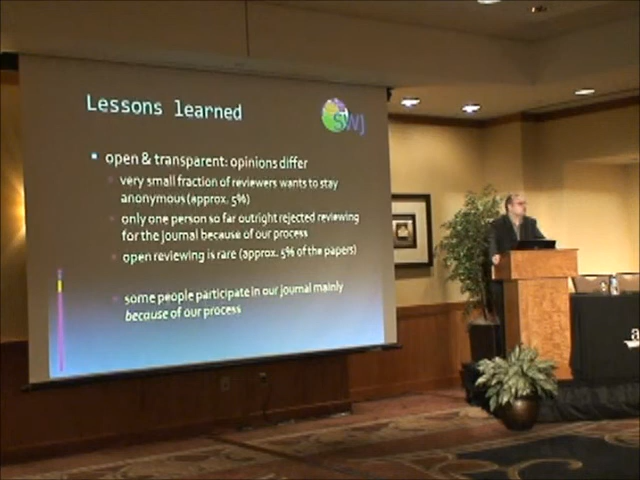 Lessons learned
SWJ
open & transparent: opinions differ
very small fraction of reviewers wants to stay
anonymous (approx. 5%)
only one person so far outright rejected reviewing
for the journal because of our process
open reviewing is rare (approx. 5% of the papers)
some people participate in our journal mainly
because of our process
a